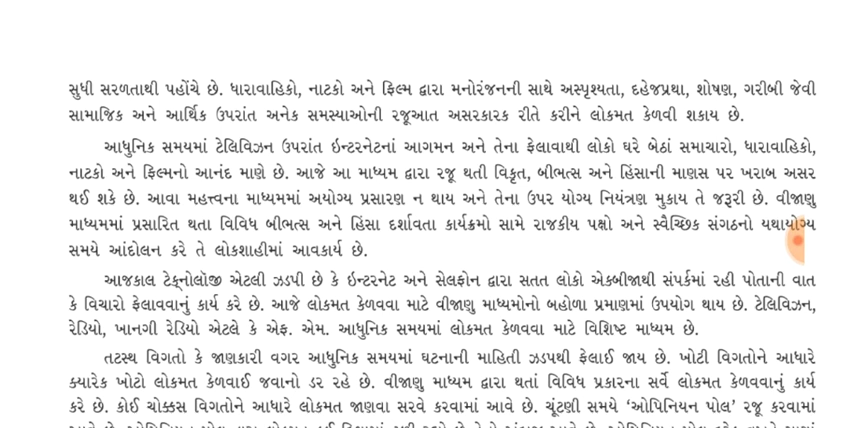 સુધી સરળતાથી પહોંચે છે. ધારાવાહિકો, નાટકો અને ફિલ્મ દ્વારા મનોરંજનની સાથે અસ્પૃશ્યતા, દહેજપ્રથા, શોષણ, ગરીબી જેવી
સામાજિક અને આર્થિક ઉપરાંત અનેક સમસ્યાઓની રજૂઆત અસરકારક રીતે કરીને લોકમત કેળવી શકાય છે.
આધુનિક સમયમાં ટેલિવિઝન ઉપરાંત ઇન્ટરનેટનાં આગમન અને તેના ફેલાવાથી લોકો ઘરે બેઠાં સમાચારો, ધારાવાહિકો,
નાટકો અને ફિલ્મનો આનંદ માણે છે. આજે આ માધ્યમ દ્વારા રજૂ થતી વિકૃત, બીભત્સ અને હિંસાની માણસ પર ખરાબ અસર
થઈ શકે છે. આવા મહત્ત્વના માધ્યમમાં અયોગ્ય પ્રસારણ ન થાય અને તેના ઉપર યોગ્ય નિયંત્રણ મુકાય તે જરૂરી છે. વીજાણુ
માધ્યમમાં પ્રસારિત થતા વિવિધ બીભત્સ અને હિંસા દર્શાવતા કાર્યક્રમો સામે રાજકીય પક્ષો અને સ્વૈચ્છિક સંગઠનો યથાયોગ્ય
સમયે આંદોલન કરે તે લોકશાહીમાં આવકાર્ય છે.
આજકાલ ટેક્નોલૉજી એટલી ઝડપી છે કે ઇન્ટરનેટ અને સેલફોન દ્વારા સતત લોકો એકબીજાથી સંપર્કમાં રહી પોતાની વાત
કે વિચારો ફેલાવવાનું કાર્ય કરે છે. આજે લોકમત કેળવવા માટે વીજાણુ માધ્યમોનો બહોળા પ્રમાણમાં ઉપયોગ થાય છે. ટેલિવિઝન,
રેડિયો, ખાનગી રેડિયો એટલે કે એફ. એમ. આધુનિક સમયમાં લોકમત કેળવવા માટે વિશિષ્ટ માધ્યમ છે.
તટસ્થ વિગતો કે જાણકારી વગર આધુનિક સમયમાં ઘટનાની માહિતી ઝડપથી ફેલાઈ જાય છે. ખોટી વિગતોને આધારે
ક્યારેક ખોટો લોકમત કેળવાઈ જવાનો ડર રહે છે. વીજાણુ માધ્યમ દ્વારા થતાં વિવિધ પ્રકારના સર્વે લોકમત કેળવવાનું કાર્ય
કરે છે. કોઈ ચોક્કસ વિગતોને આધારે લોકમત જાણવા સરવે કરવામાં આવે છે. ચૂંટણી સમયે ‘ઓપિનિયન પોલ’ રજૂ કરવામાં